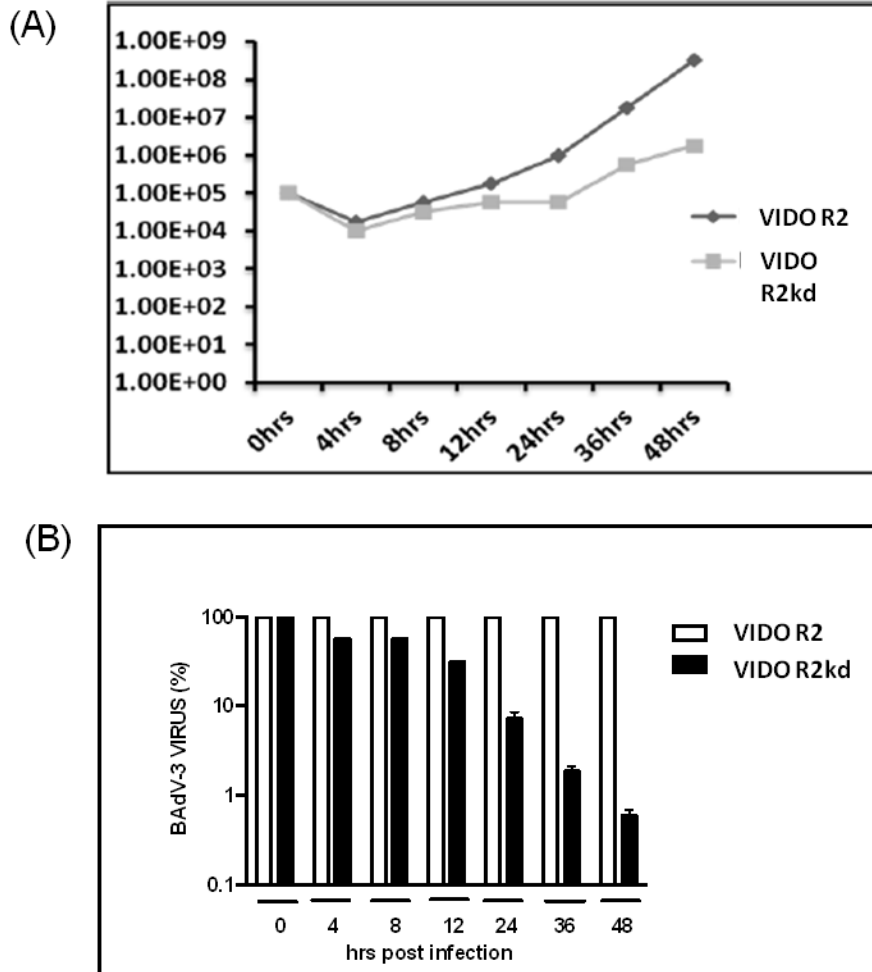 (A)
1.00E+09
1.00E+08
1.00E+07
1.00E+06
1.00E+05
1.00E+04
1.00E+03
1.00E+02
1.00E+01
1.00E+00
0hrs 4hrs 8hrs 12hrs 24hrs 36hrs 48hrs
VIDO R2
VIDO
R2kd
(B)
BAdV-3 VIRUS (%)
100
10
1
0.1
0 4 8 12 24 36 48
hrs post infection
VIDO R2
VIDO R2kd